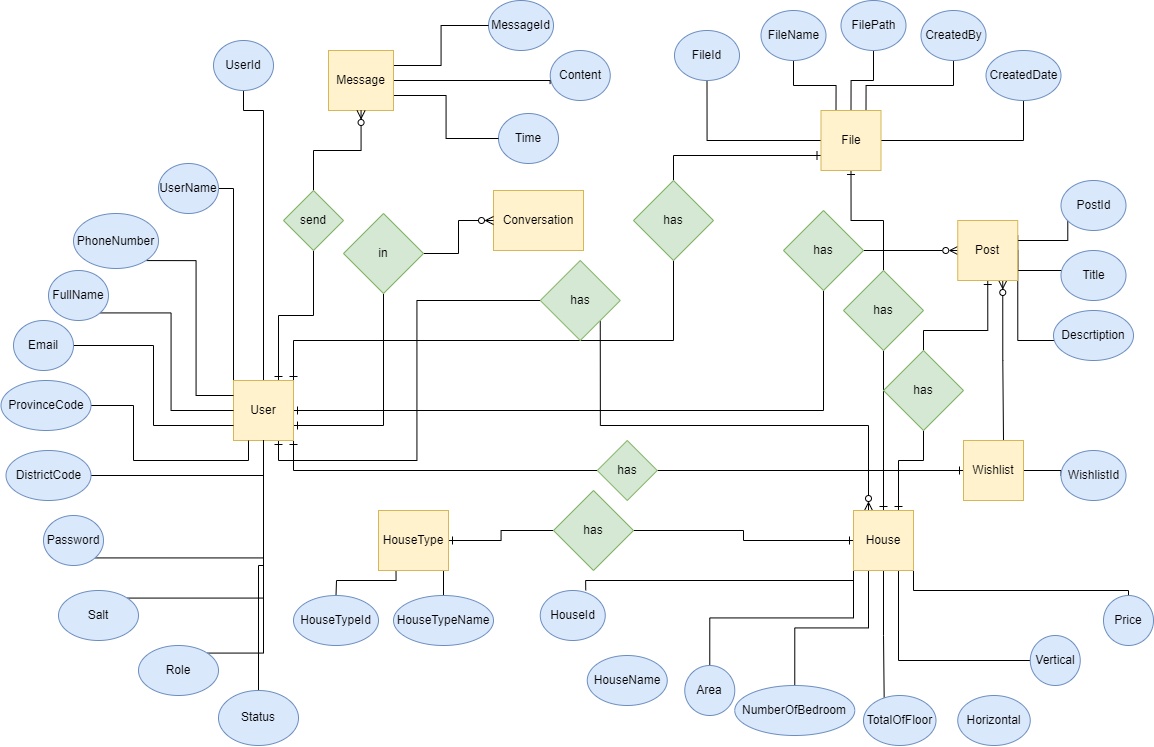 MessageId
FilePath
FileName
CreatedBy
FileId
UserId
Message
Content
CreatedDate
Time
File
UserName
PostId
send
Conversation
has
PhoneNumber
in
has
Post
Title
FullName
has
has
Email
Descrtiption
has
ProvinceCode
User
DistrictCode
has
Wishlist
WishlistId
Password
HouseType
has
House
Salt
HouseTypeId
HouseTypeName
HouseId
Price
Role
HouseName
Area
Vertical
Status
NumberOfBedroom
TotalOfFloor
Horizontal